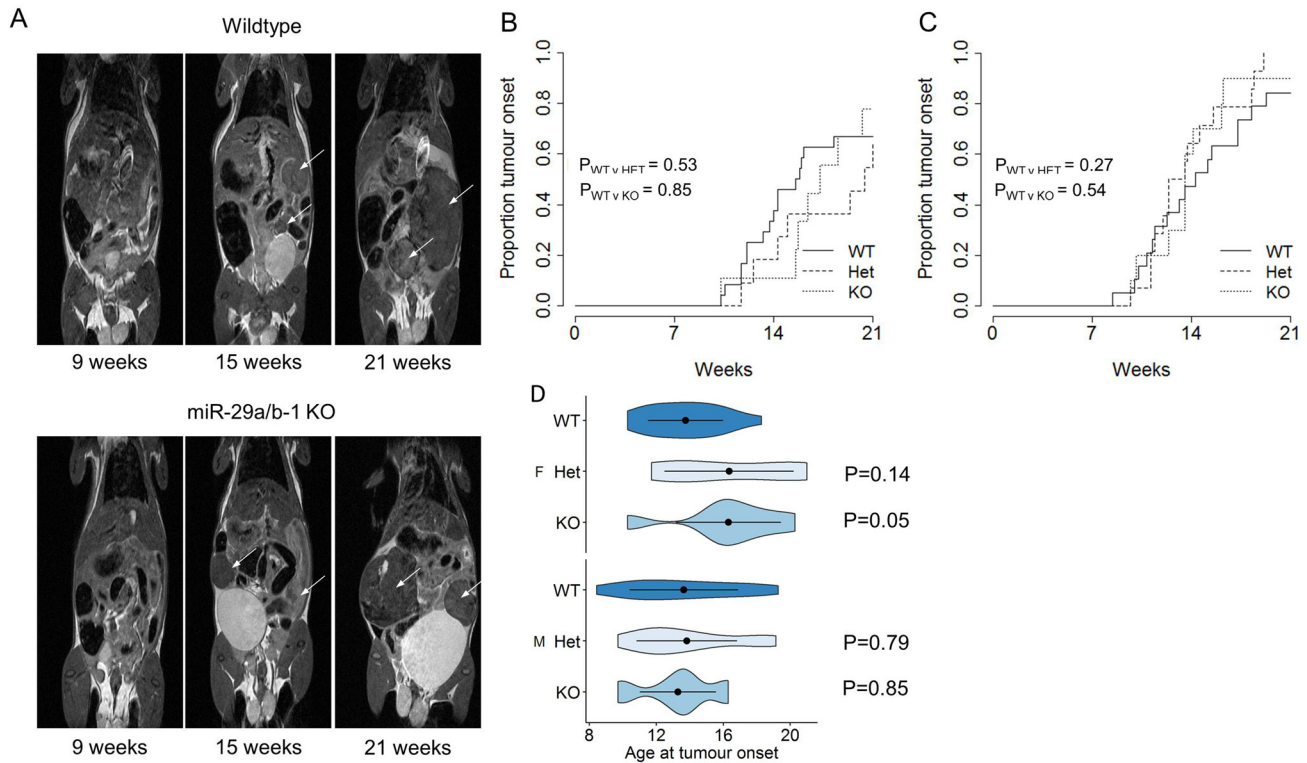 A
Wildtype
9 weeks
15 weeks
21 weeks
miR-29a/b-1 KO
9 weeks
15 weeks
21 weeks
B
Proportion tumour onset
1.0
0.8
0.6
0.4
0.2
0.0
P WT v HET = 0.53
P WT v KO = 0.85
WT
Het
KO
0
7
14
21
Weeks
C
Proportion tumour onset
1.0
0.8
0.6
0.4
0.2
0.0
P WT v HET = 0.27
P WT v KO = 0.54
WT
Het
KO
0
7
14
21
Weeks
D
WT
F Het P=0.14
KO P=0.05
WT
M Het P=0.79
KO P=0.85
8
12
16
20
Age at tumour onset